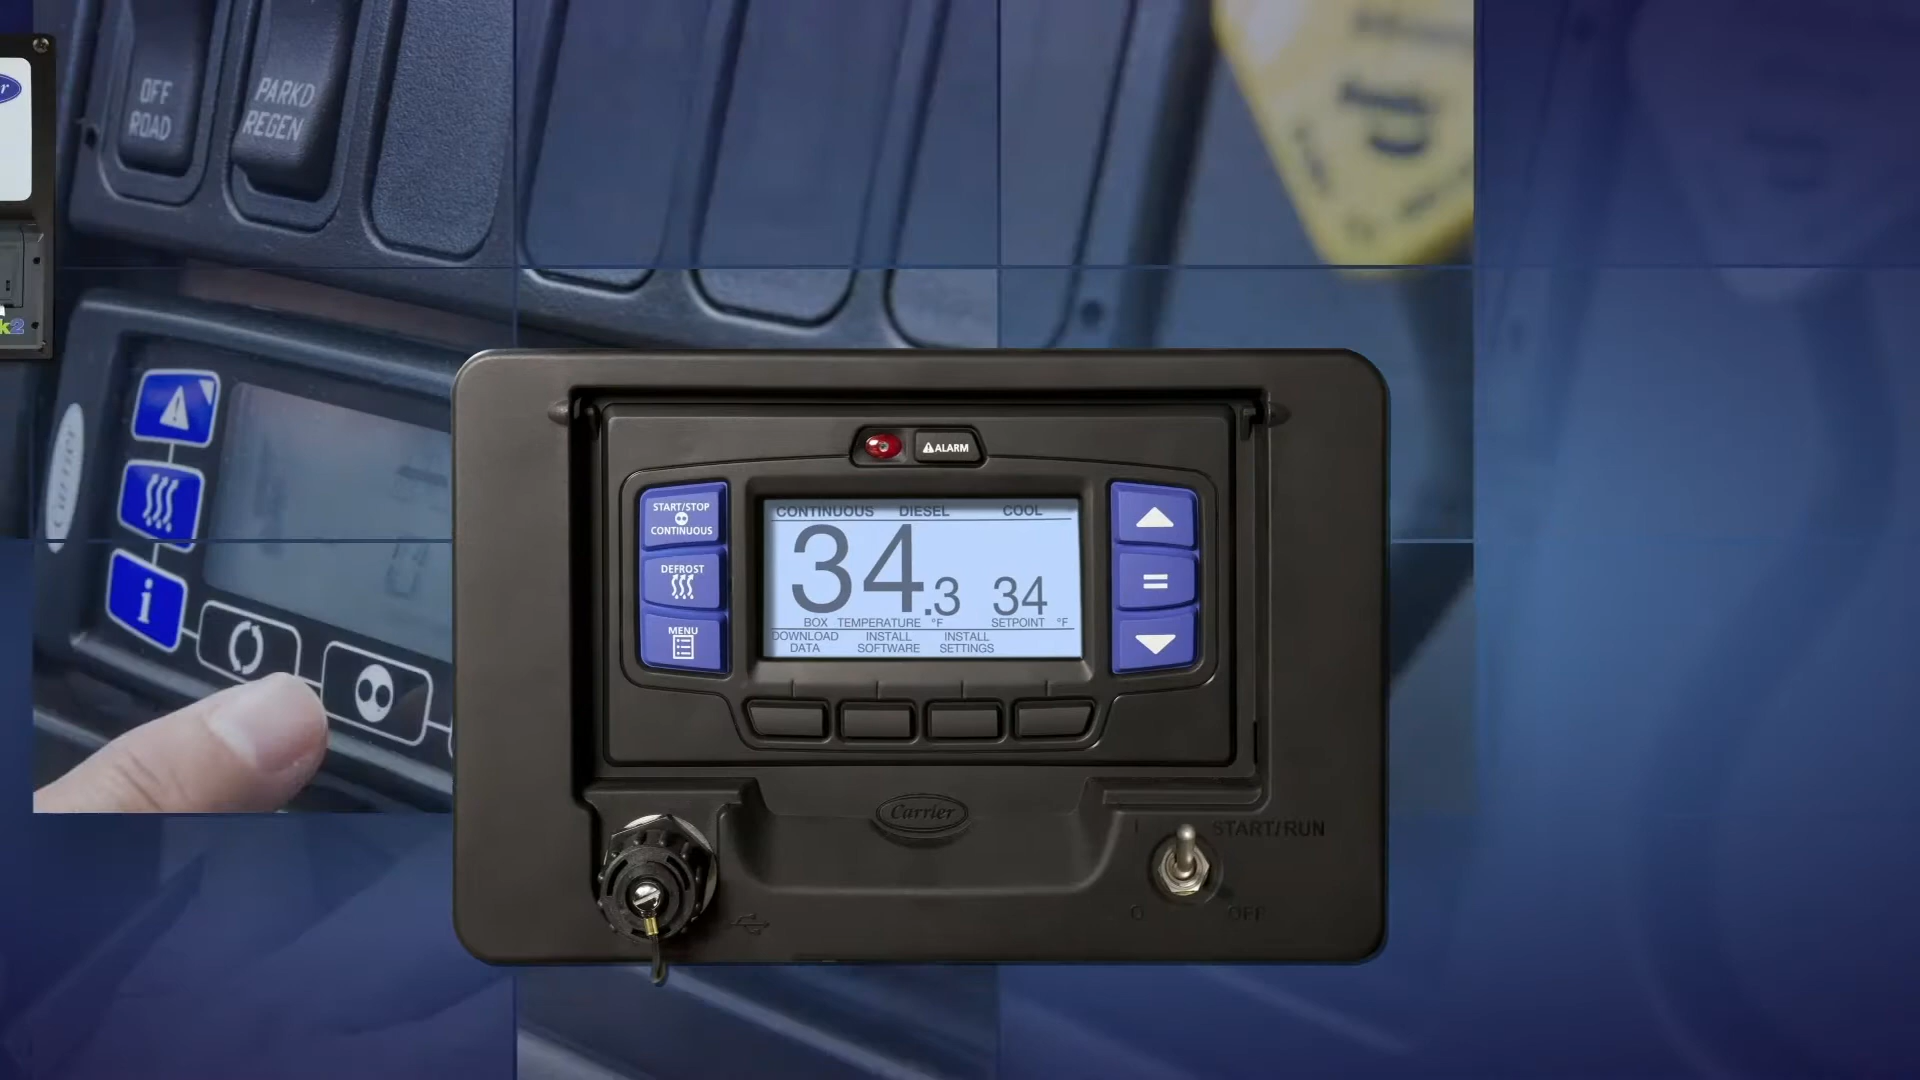 OFF
ROAD
PARKD
REGEN
Carrier
ALARM
START/STOP
CONTINUOUS
DEFROST
MENU
CONTINUOUS DIESEL COOL
34.3 34
BOX TEMPERATURE °F SETPOINT °F
DOWNLOAD INSTALL INSTALL
DATA SOFTWARE SETTINGS
Carrier
I START/RUN
O OFF